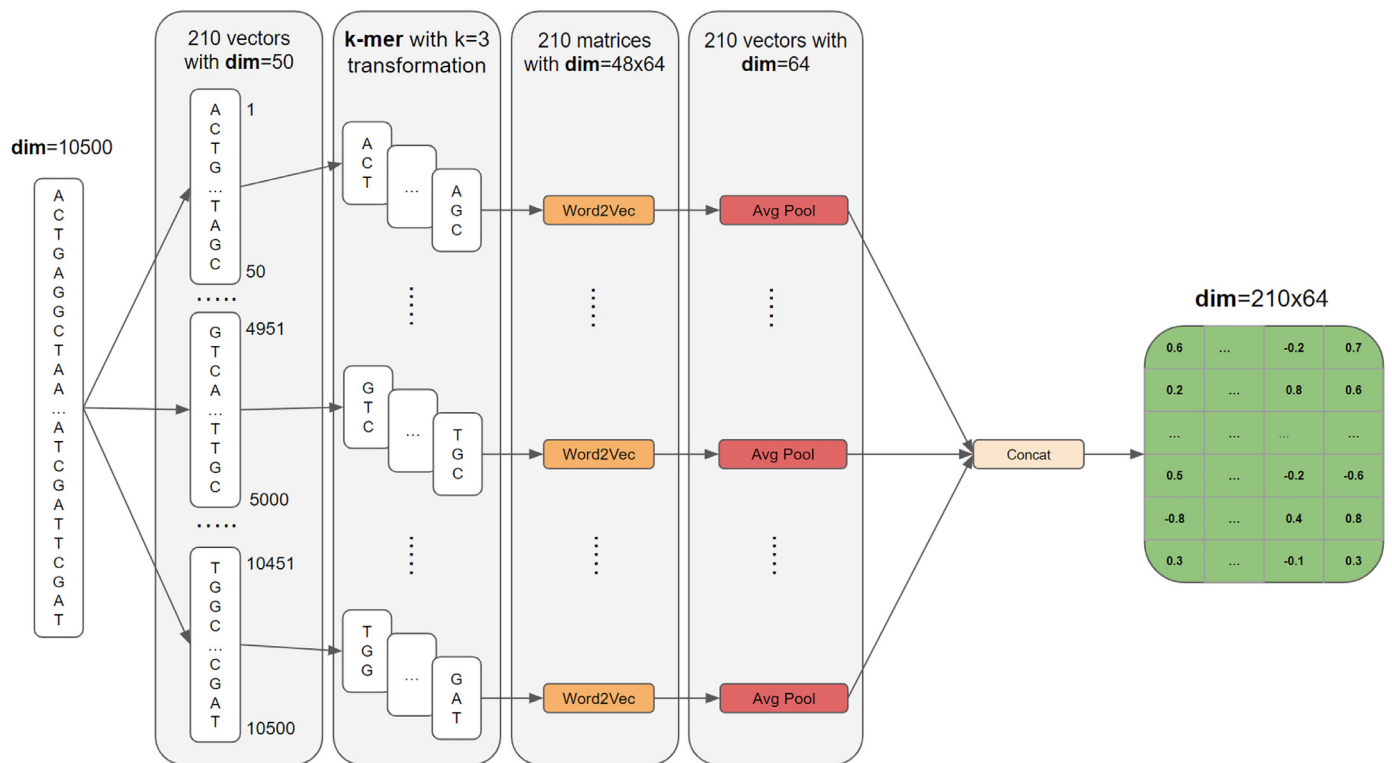 210 vectors
with dim=50
k-mer with k=3
transformation
210 matrices
with dim=48x64
210 vectors with
dim=64
dim=10500
A
C
T
G
A
G
G
C
T
A
A
...
A
T
C
G
A
T
T
C
G
A
T
A
C
T
G
...
T
A
G
C
1
50
.....
G
T
C
A
...
T
T
G
C
4951
5000
.....
T
G
G
C
...
C
G
A
T
10451
10500
A
C
T
...
A
G
C
Word2Vec
Avg Pool
G
T
C
...
T
G
C
Word2Vec
Avg Pool
T
G
G
...
G
A
T
Word2Vec
Avg Pool
Concat
dim=210x64
0.6 ... -0.2 0.7
0.2 ... 0.8 0.6
... ... ... ...
0.5 ... -0.2 -0.6
-0.8 ... 0.4 0.8
0.3 ... -0.1 0.3